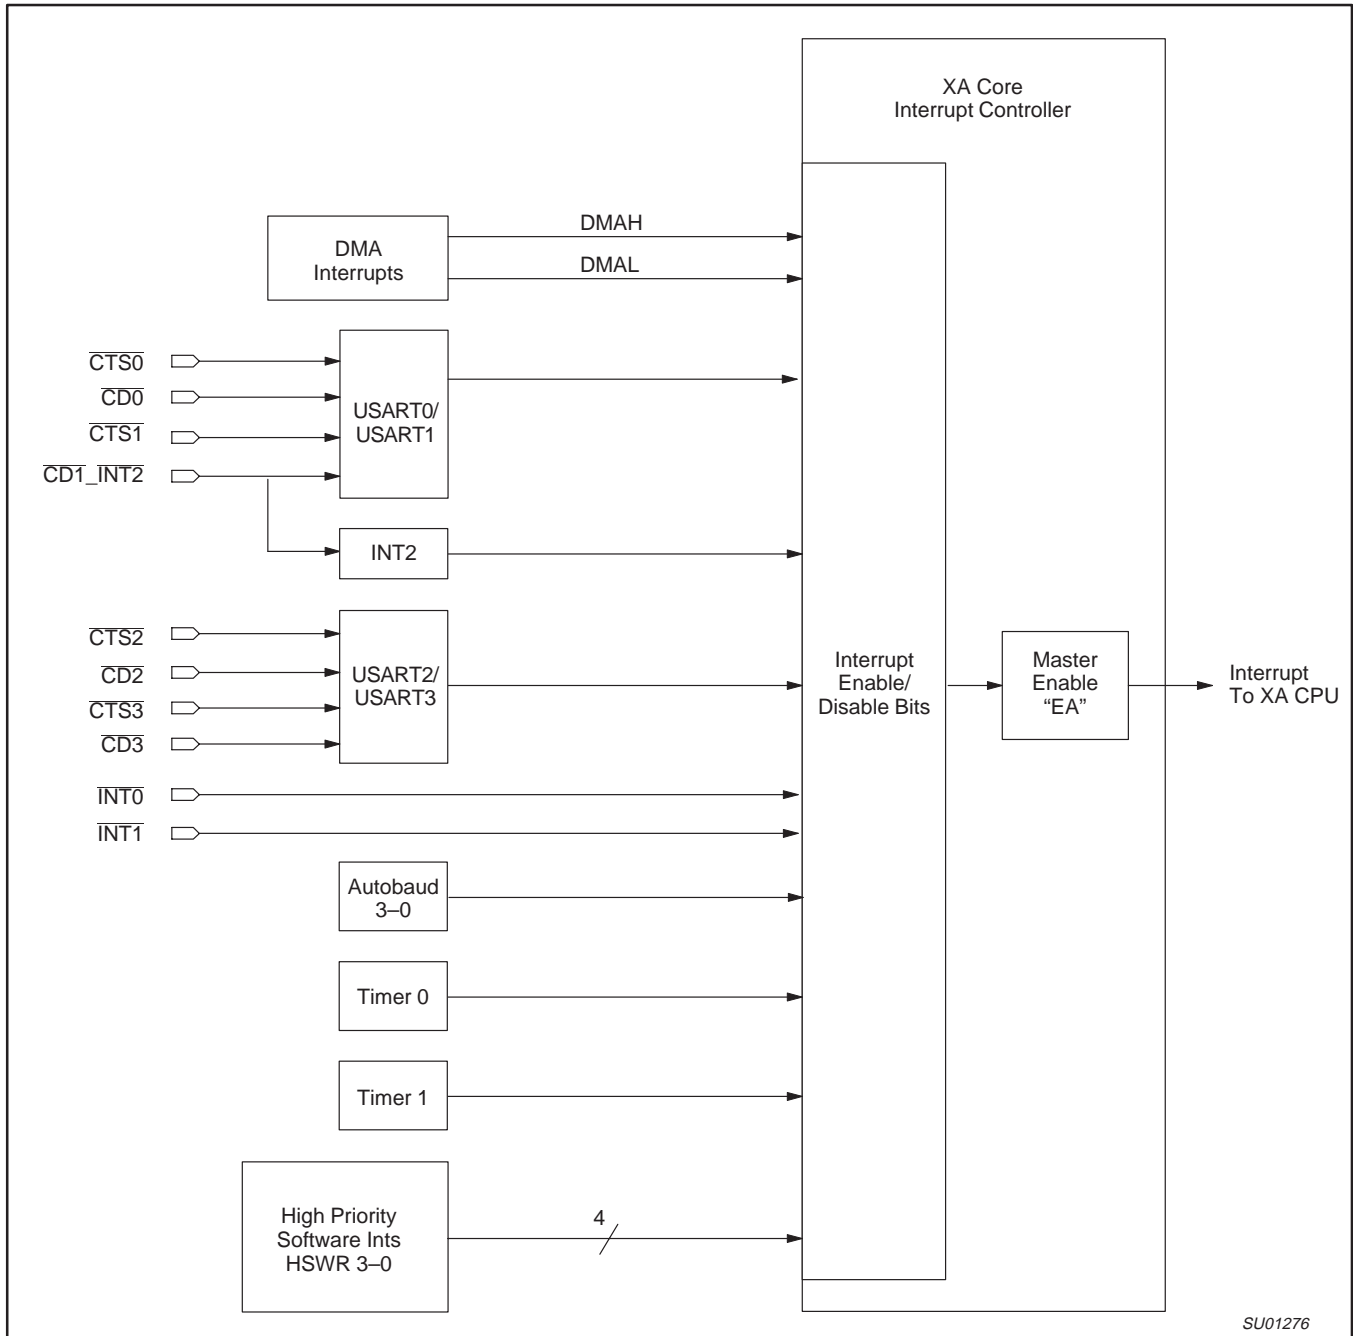 XA Core
Interrupt Controller
DMA
Interrupts
DMAH
DMAL
CTS0
CD0
CTS1
CD1_INT2
USART0/
USART1
INT2
CTS2
CD2
CTS3
CD3
USART2/
USART3
Interrupt
Enable/
Disable Bits
Master
Enable
“EA”
Interrupt
To XA CPU
INT0
INT1
Autobaud
3–0
Timer 0
Timer 1
High Priority
Software Ints
HSWR 3–0
4
SU01276